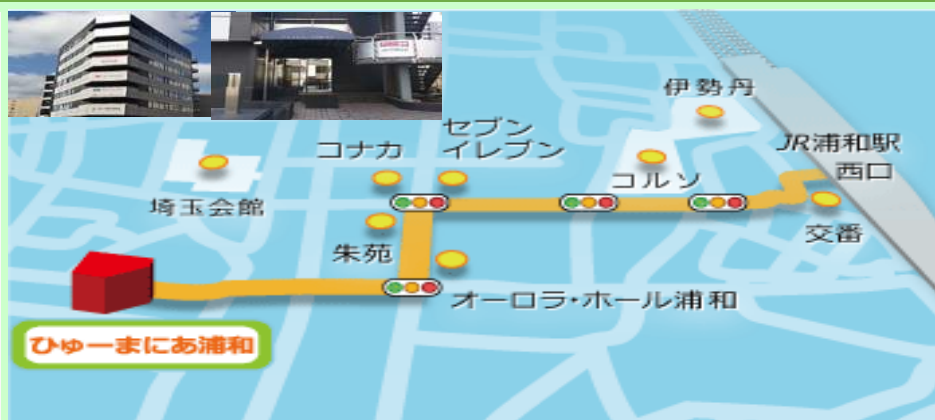 伊勢丹
JR浦和駅
西口
セブン
イレブン
コナカ
コルソ
埼玉会館
交番
朱苑
オーロラ・ホール浦和
ひゅーまにあ浦和